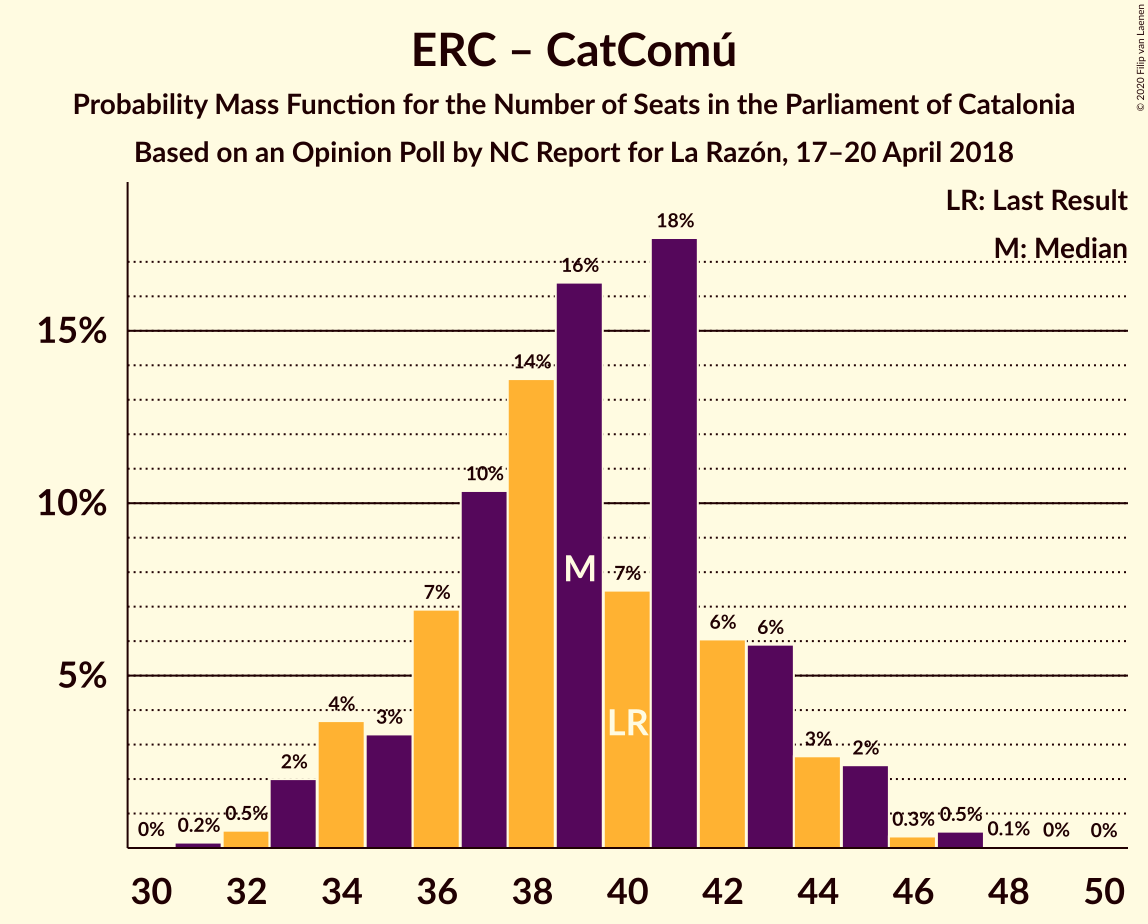 ERC – CatComú
Probability Mass Function for the Number of Seats in the Parliament of Catalonia
Based on an Opinion Poll by NC Report for La Razón, 17–20 April 2018
© 2020 Filip van Laenen
LR: Last Result
M: Median
15%
10%
5%
0%
0.2%
0.5%
2%
4%
3%
7%
10%
14%
16%
7%
18%
6%
6%
3%
2%
0.3%
0.5%
0.1%
0%
0%
M
LR
30 32 34 36 38 40 42 44 46 48 50